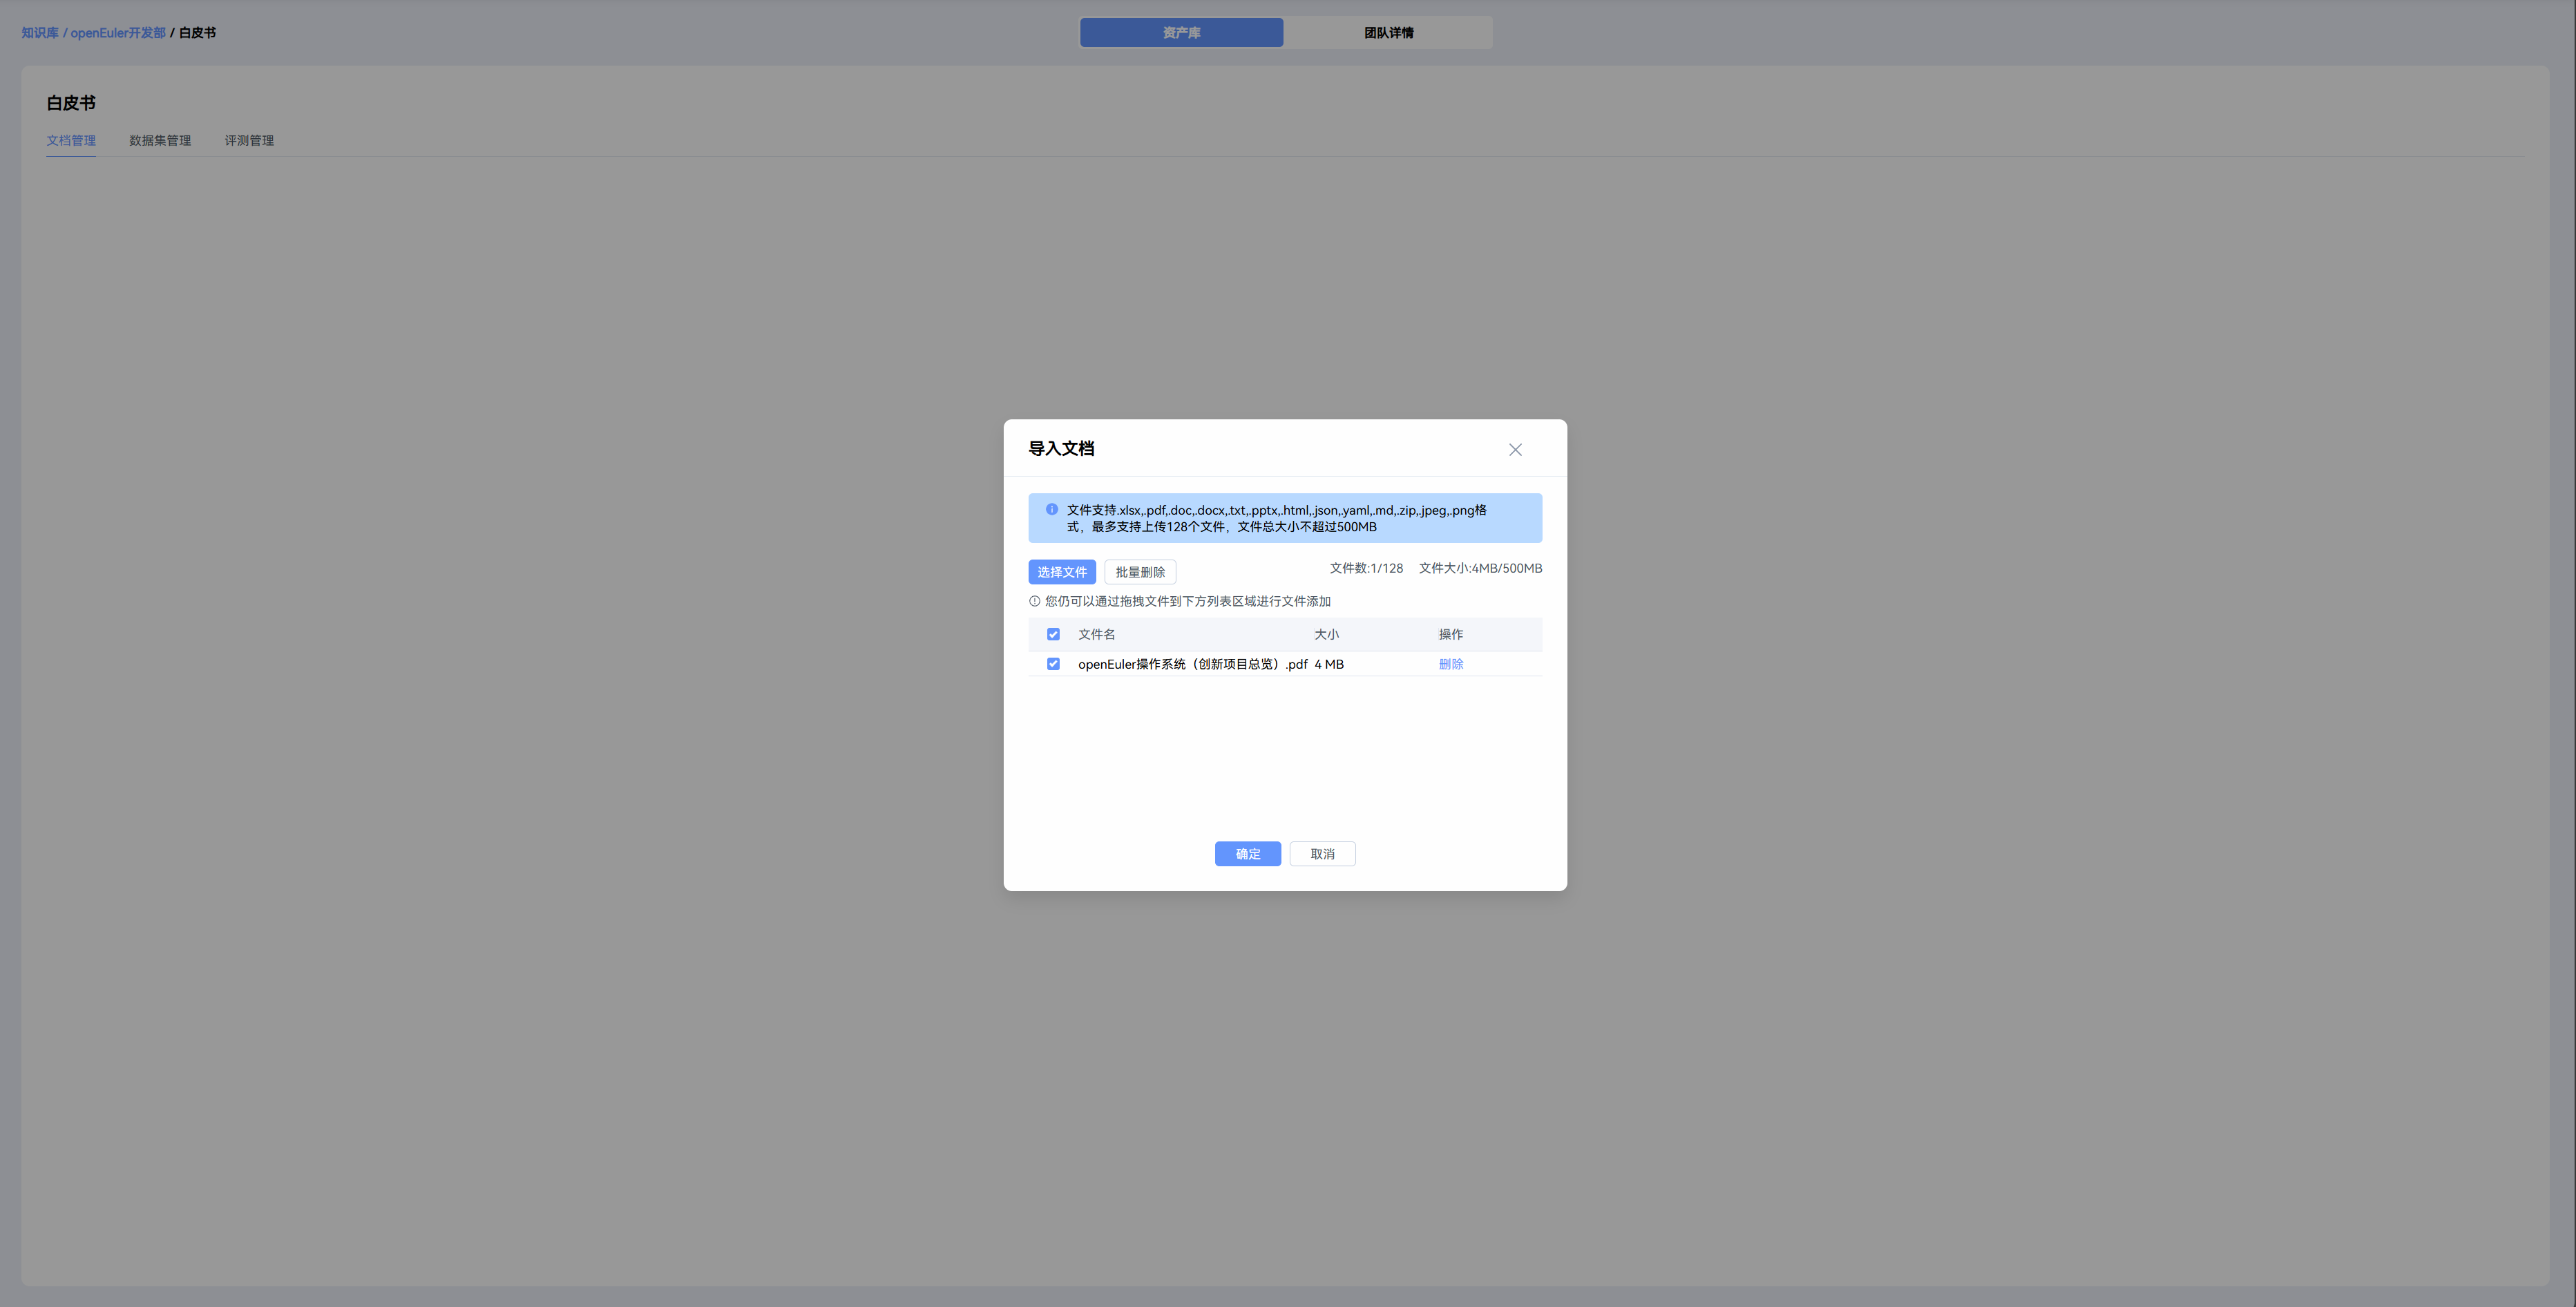 知识库 / openEuler开发部 / 白皮书
资产库
团队详情
白皮书
文档管理
数据集管理
评测管理
导入文档
文件支持.xlsx,.pdf,.doc,.docx,.txt,.pptx,.html,.json,.yaml,.md,.zip,.jpeg,.png格
式，最多支持上传128个文件，文件总大小不超过500MB
选择文件
批量删除
文件数:1/128
文件大小:4MB/500MB
您仍可以通过拖拽文件到下方列表区域进行文件添加
文件名 大小 操作
openEuler操作系统（创新项目总览）.pdf 4 MB 删除
确定
取消